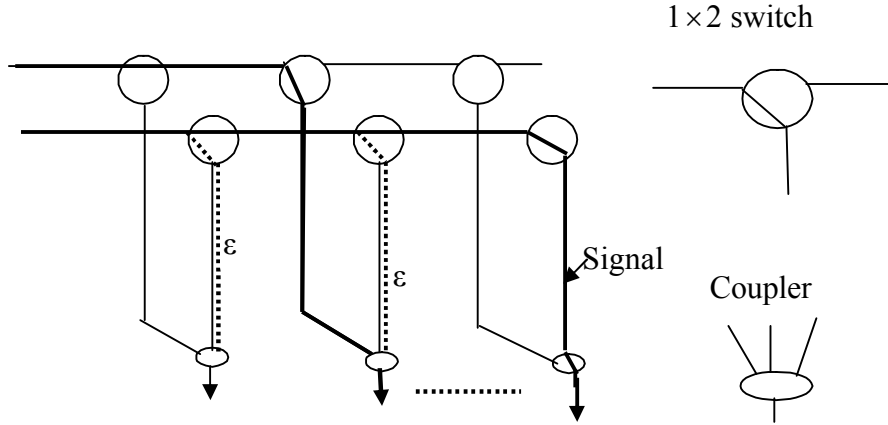 1×2 switch
ε
ε
Signal
Coupler